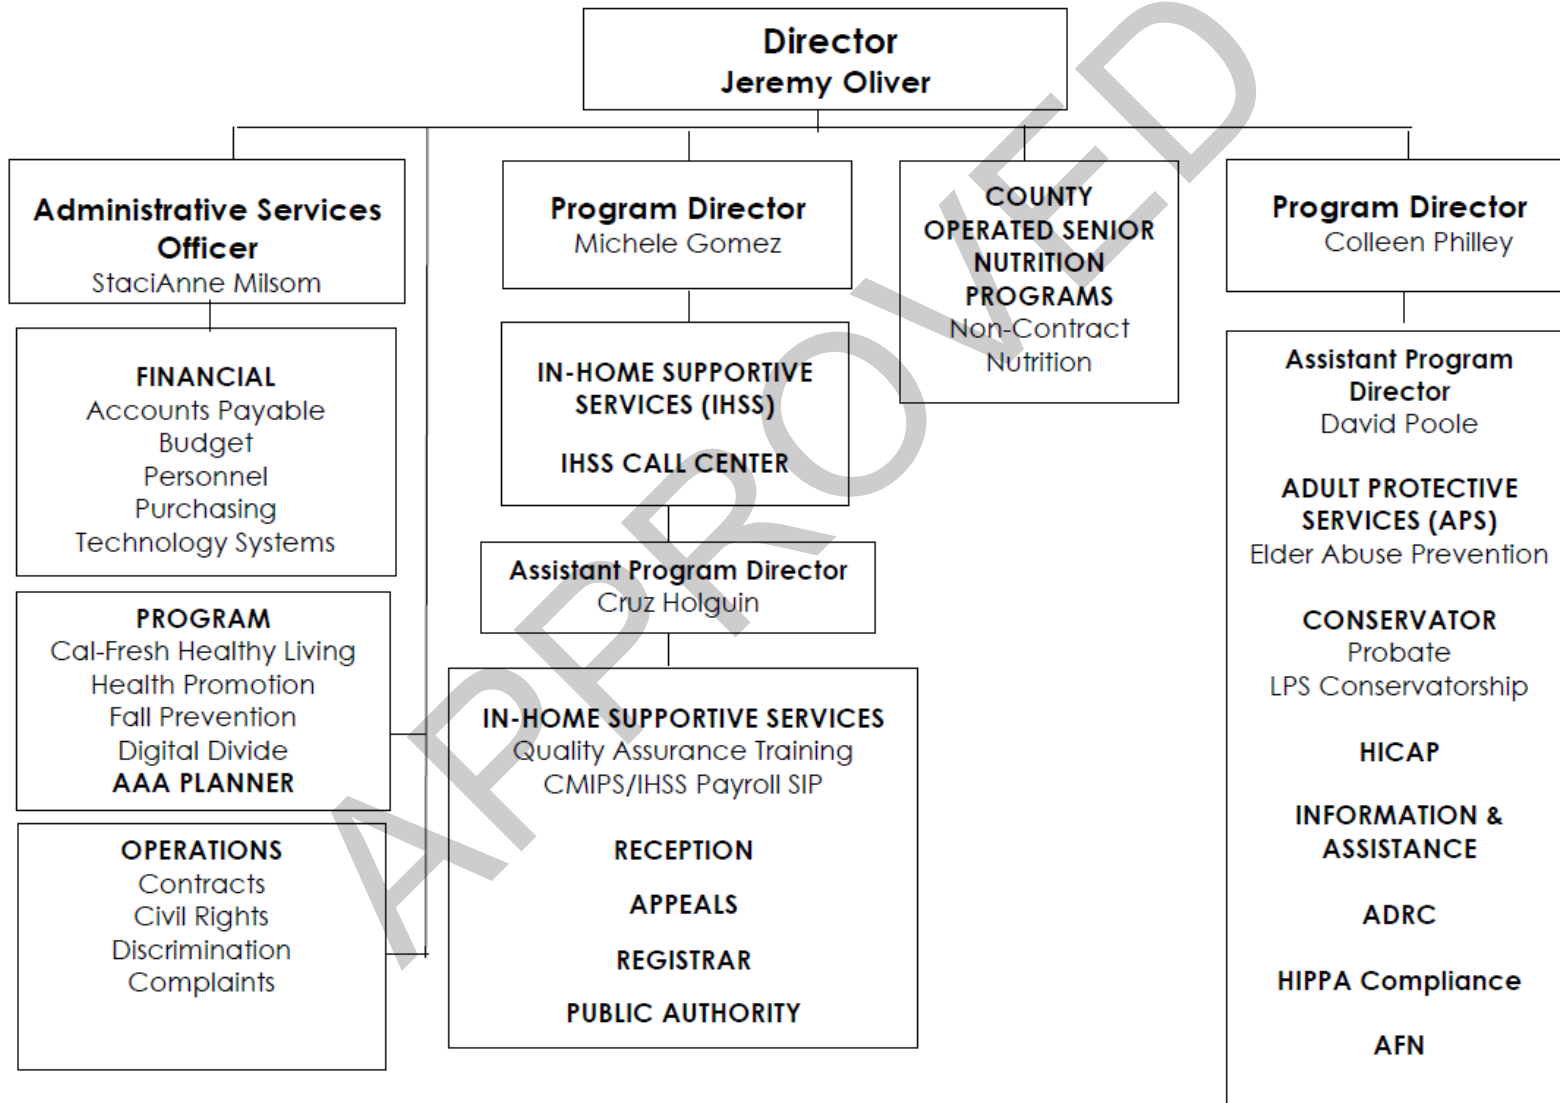 Director
Jeremy Oliver
Administrative Services
Officer
StaciAnne Milsom
FINANCIAL
Accounts Payable
Budget
Personnel
Purchasing
Technology Systems
PROGRAM
Cal-Fresh Healthy Living
Health Promotion
Fall Prevention
Digital Divide
AAA PLANNER
OPERATIONS
Contracts
Civil Rights
Discrimination
Complaints
Program Director
Michele Gomez
IN-HOME SUPPORTIVE
SERVICES (IHSS)
IHSS CALL CENTER
Assistant Program Director
Cruz Holguin
IN-HOME SUPPORTIVE SERVICES
Quality Assurance Training
CMIPS/IHSS Payroll SIP
RECEPTION
APPEALS
REGISTRAR
PUBLIC AUTHORITY
COUNTY
OPERATED SENIOR
NUTRITION
PROGRAMS
Non-Contract
Nutrition
Program Director
Colleen Philley
Assistant Program
Director
David Poole
ADULT PROTECTIVE
SERVICES (APS)
Elder Abuse Prevention
CONSERVATOR
Probate
LPS Conservatorship
HICAP
INFORMATION &
ASSISTANCE
ADRC
HIPPA Compliance
AFN
APPROVED